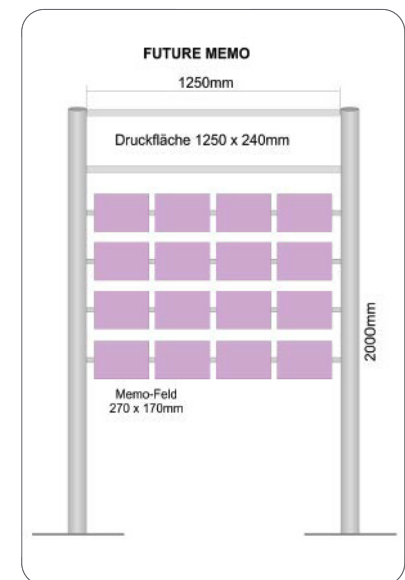 FUTURE MEMO
1250mm
Druckfläche 1250 x 240mm
2000mm
Memo-Feld
270 x 170mm